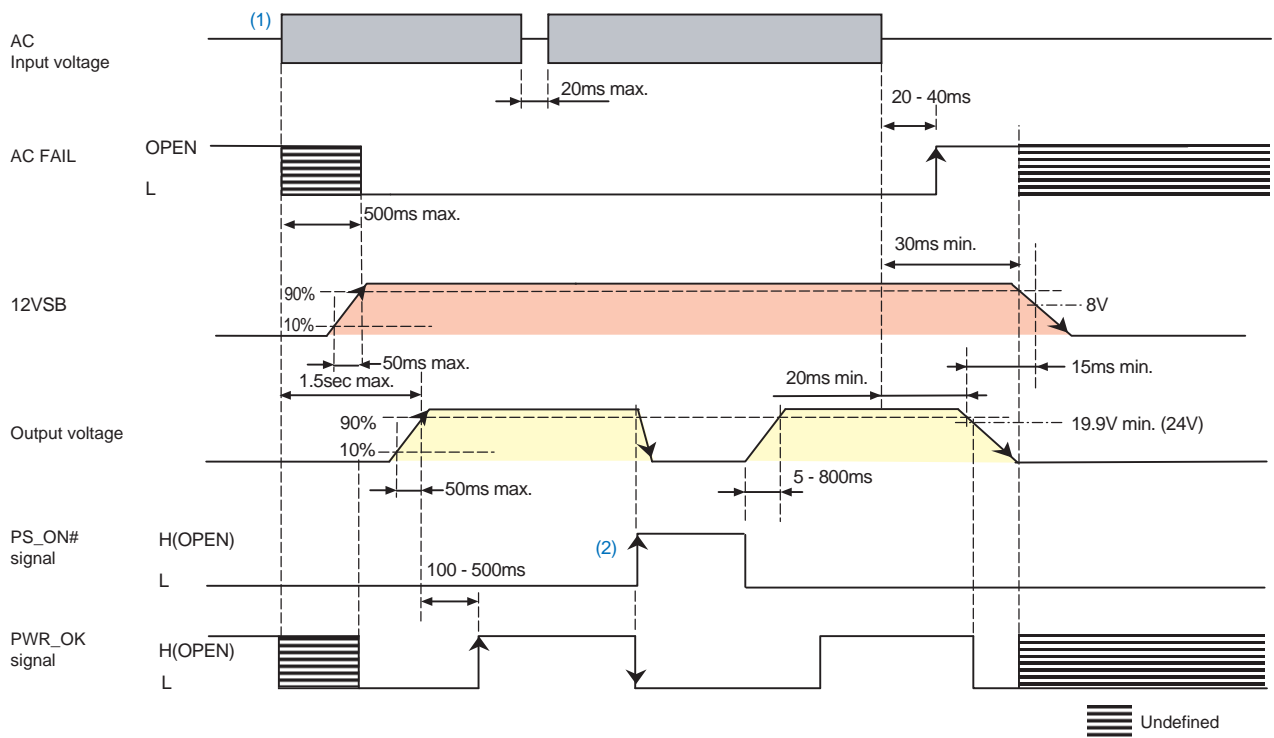 (1)
AC
Input voltage
20ms max.
20 - 40ms
AC FAIL
OPEN
L
500ms max.
30ms min.
12VSB
90%
10%
8V
50ms max.
15ms min.
1.5sec max.
20ms min.
Output voltage
90%
10%
19.9V min. (24V)
50ms max.
5 - 800ms
PS_ON#
signal
H(OPEN)
L
(2)
100 - 500ms
PWR_OK
signal
H(OPEN)
L
Undefined